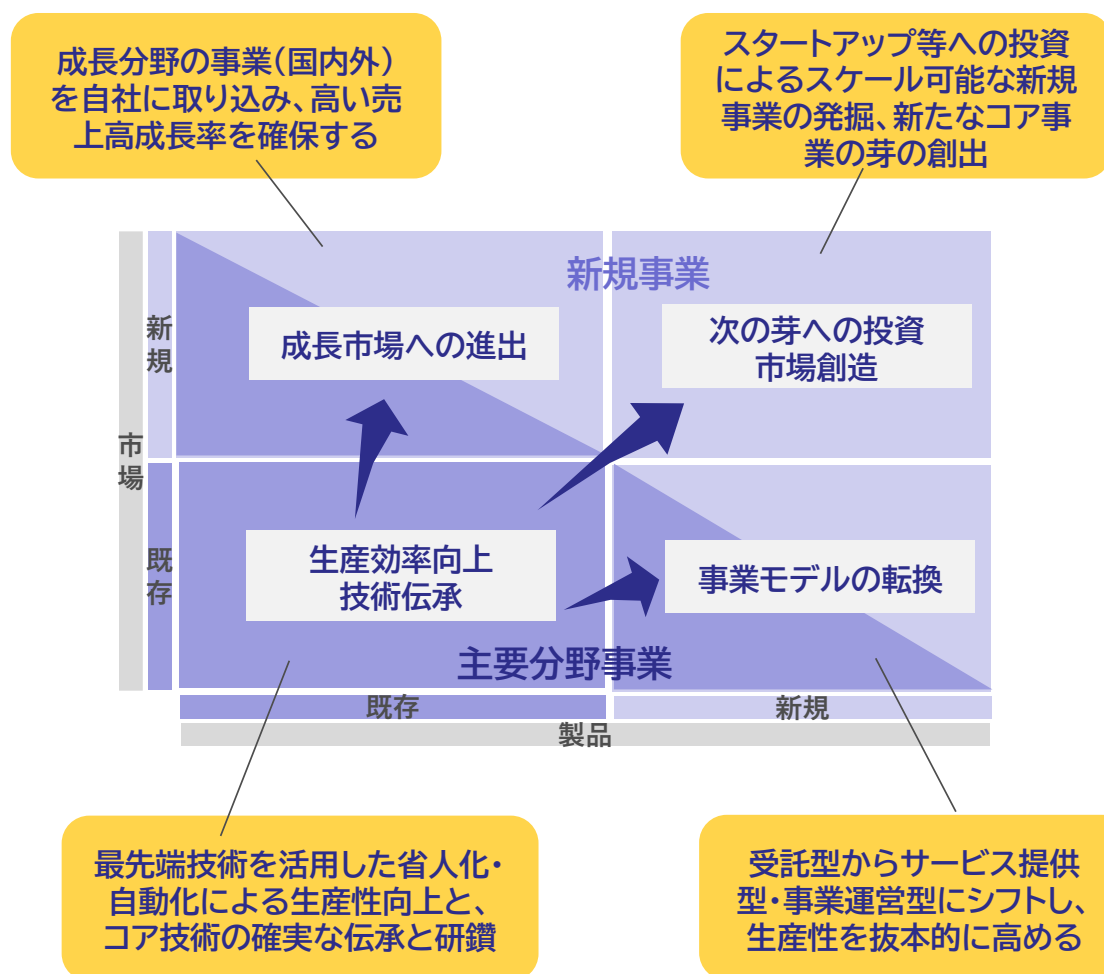 成長分野の事業(国内外)
を自社に取り込み、高い売
上高成長率を確保する
スタートアップ等への投資
によるスケール可能な新規
事業の発掘、新たなコア事
業の芽の創出
新規事業
新規
成長市場への進出
次の芽への投資
市場創造
市場
既存
生産効率向上
技術伝承
事業モデルの転換
主要分野事業
既存
新規
製品
最先端技術を活用した省人化・
自動化による生産性向上と、
コア技術の確実な伝承と研鑽
受託型からサービス提供
型・事業運営型にシフトし、
生産性を抜本的に高める